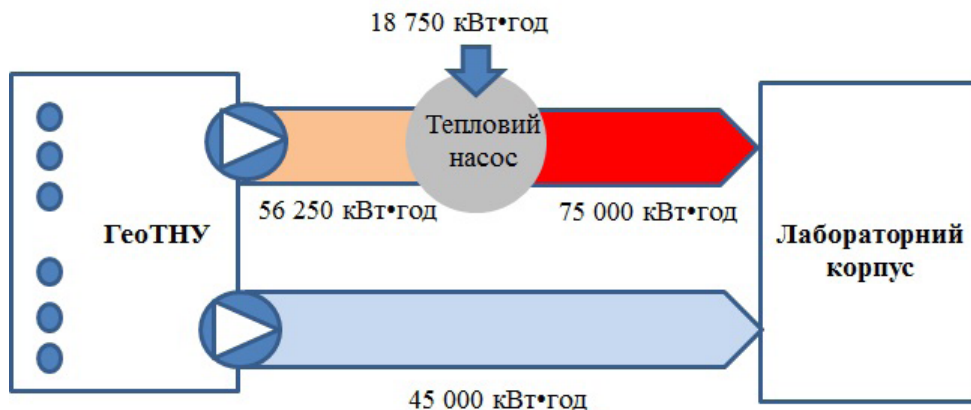 18 750 кВт•год
Тепловий
насос
56 250 кВт•год
75 000 кВт•год
ГеоТНУ
Лабораторний
корпус
45 000 кВт•год